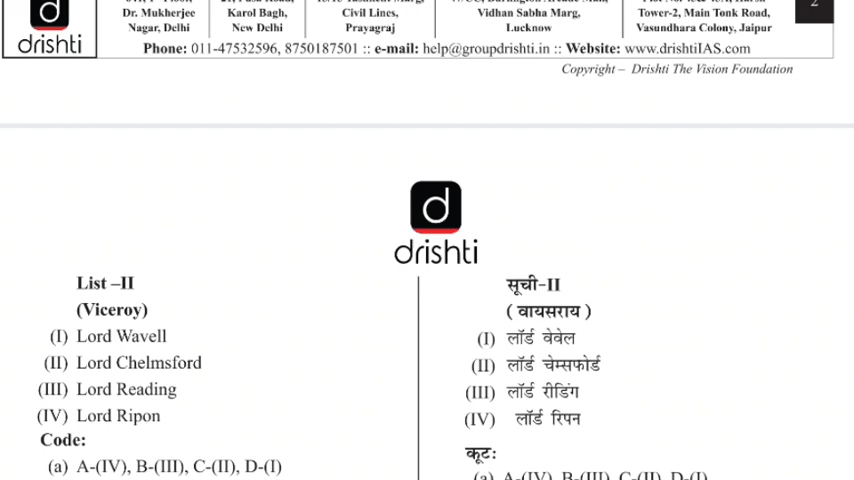 Dr. Mukherjee Nagar, Delhi
Karol Bagh, New Delhi
Civil Lines, Prayagraj
Vidhan Sabha Marg, Lucknow
Tower-2, Main Tonk Road, Vasundhara Colony, Jaipur
2
drishti
Phone: 011-47532596, 8750187501 :: e-mail: help@groupdrishti.in :: Website: www.drishtiIAS.com
Copyright – Drishti The Vision Foundation
drishti
List –II
(Viceroy)
(I) Lord Wavell
(II) Lord Chelmsford
(III) Lord Reading
(IV) Lord Ripon
Code:
(a) A-(IV), B-(III), C-(II), D-(I)
सूची-II
( वायसराय )
(I) लॉर्ड वेवेल
(II) लॉर्ड चेम्सफोर्ड
(III) लॉर्ड रीडिंग
(IV) लॉर्ड रिपन
कूटः
(a) A-(IV), B-(III), C-(II), D-(I)